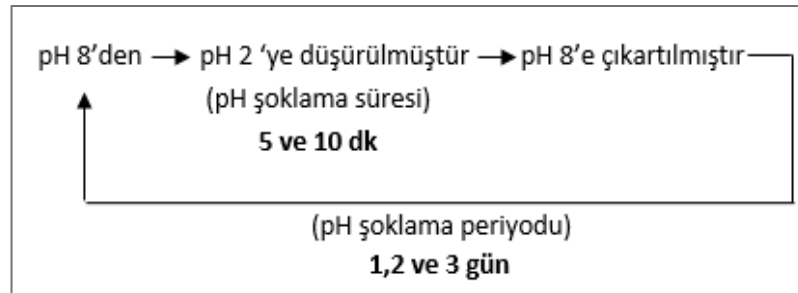 pH 8’den → pH 2 ‘ye düşürülmüştür → pH 8’e çıkartılmıştır
(pH şoklama süresi)
5 ve 10 dk
(pH şoklama periyodu)
1,2 ve 3 gün